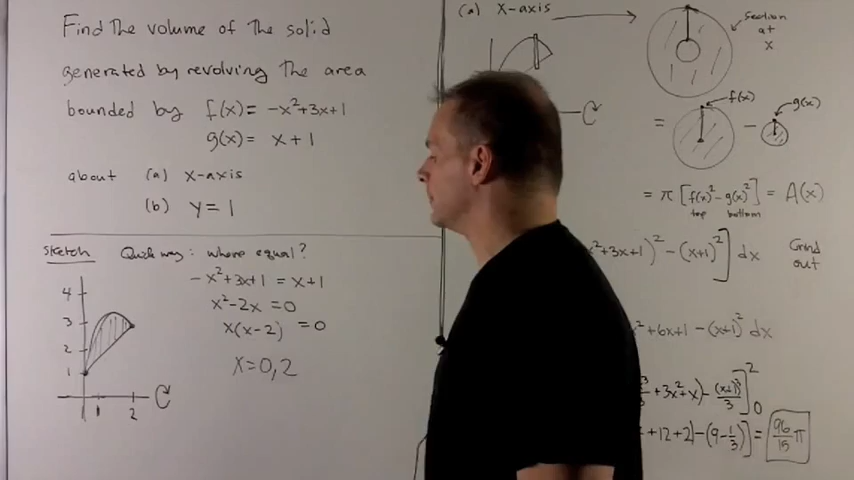 Find the volume of the solid
generated by revolving the area
bounded by f(x) = -x²+3x+1
g(x) = x+1
about (a) x-axis
(b) y=1
Sketch Quick way: where equal?
-x²+3x+1 = x+1
x²-2x = 0
x(x-2) = 0
x=0,2
4
3
2
1
1 2
(a) x-axis
Section
at
x
= f(x) - g(x)
= π [f(x)² - g(x)²] = A(x)
top bottom
x²+3x+1)² - (x+1)²] dx Grind
out
x²+6x+1 - (x+1)² dx
+3x²+x) - (x+1)³/3]₀²
+12+2) - (9-1/3)] = 96/15 π